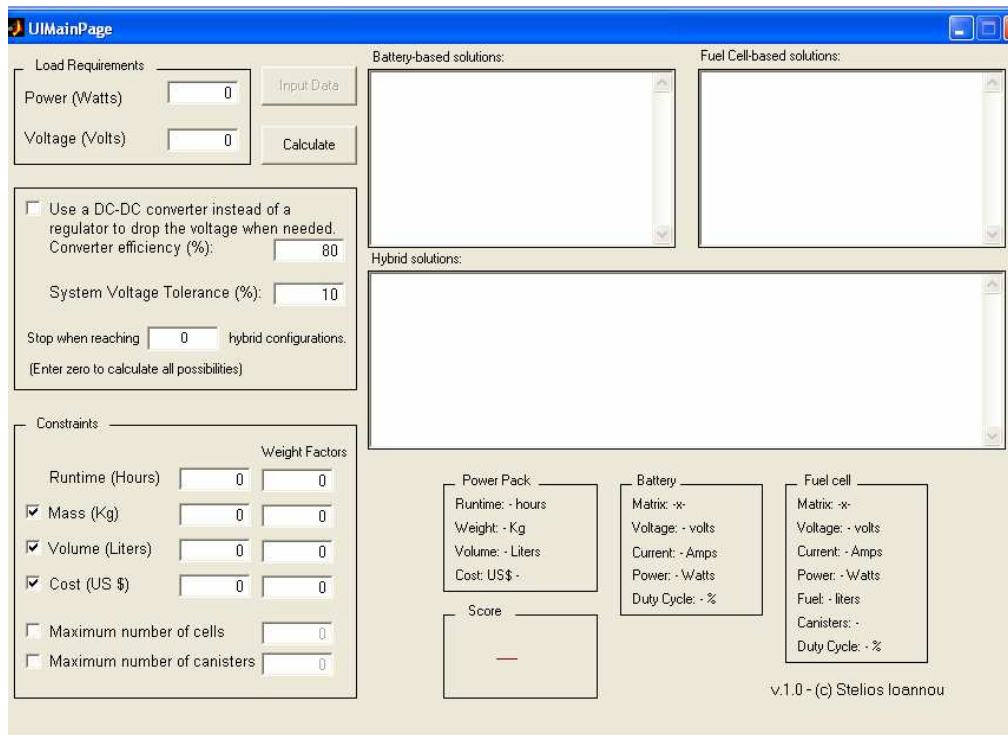 UIMainPage
Load Requirements
Power (Watts) 0
Voltage (Volts) 0
Input Data
Calculate
Use a DC-DC converter instead of a
regulator to drop the voltage when needed.
Converter efficiency (%): 80
System Voltage Tolerance (%): 10
Stop when reaching 0 hybrid configurations.
(Enter zero to calculate all possibilities)
Constraints
Weight Factors
Runtime (Hours) 0 0
Mass (Kg) 0 0
Volume (Liters) 0 0
Cost (US $) 0 0
Maximum number of cells 0
Maximum number of canisters 0
Battery-based solutions:
Fuel Cell-based solutions:
Hybrid solutions:
Power Pack
Runtime: - hours
Weight: - Kg
Volume: - Liters
Cost: US$ -
Score
—
Battery
Matrix: -x-
Voltage: - volts
Current: - Amps
Power: - Watts
Duty Cycle: - %
Fuel cell
Matrix: -x-
Voltage: - volts
Current: - Amps
Power: - Watts
Fuel: - liters
Canisters: -
Duty Cycle: - %
v.1.0 - (c) Stelios Ioannou